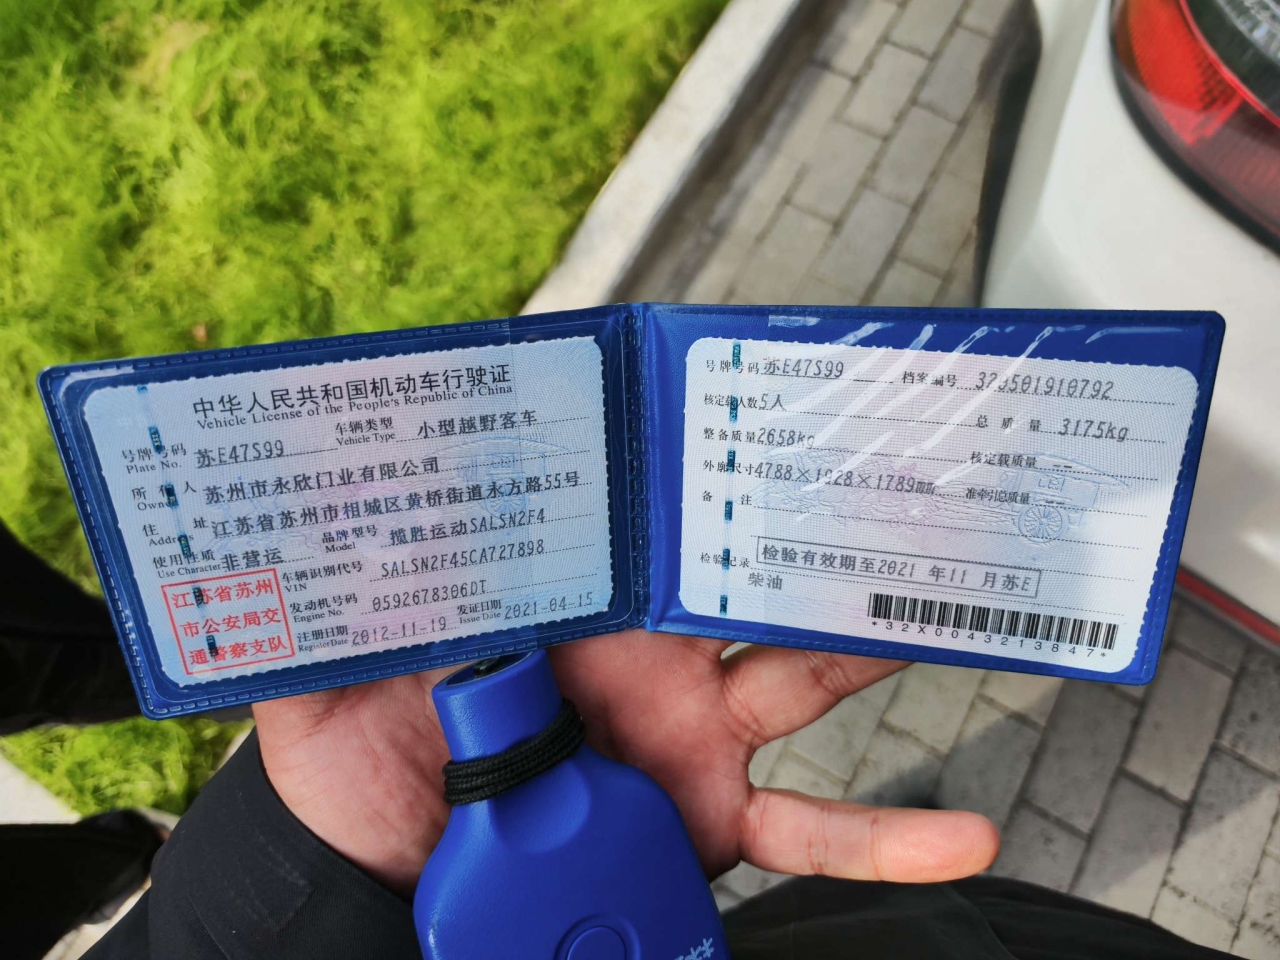 中华人民共和国机动车行驶证
Vehicle License of the People's Republic of China
号牌号码 苏E47S99 车辆类型 小型越野客车
Plate No. Vehicle Type
所有人 苏州市永欣门业有限公司
Owner
住址 江苏省苏州市相城区黄桥街道永方路55号
Address
使用性质 非营运 品牌型号 揽胜运动SALSN2F4
Use Character Model
江苏省苏州
市公安局交
通警察支队
车辆识别代号 SALSN2F45CA727898
VIN
发动机号码 0592678306DT
Engine No.
注册日期 2012-11-19 发证日期 2021-04-15
Register Date Issue Date
号牌号码 苏E47S99 档案编号 323501910792
核定载人数 5人 总质量 3175kg
整备质量 2658kg 核定载质量 --
外廓尺寸 4788×1928×1789mm 准牵引总质量 --
备注
检验记录 检验有效期至2021年11月苏E
柴油
*32X0043213847*